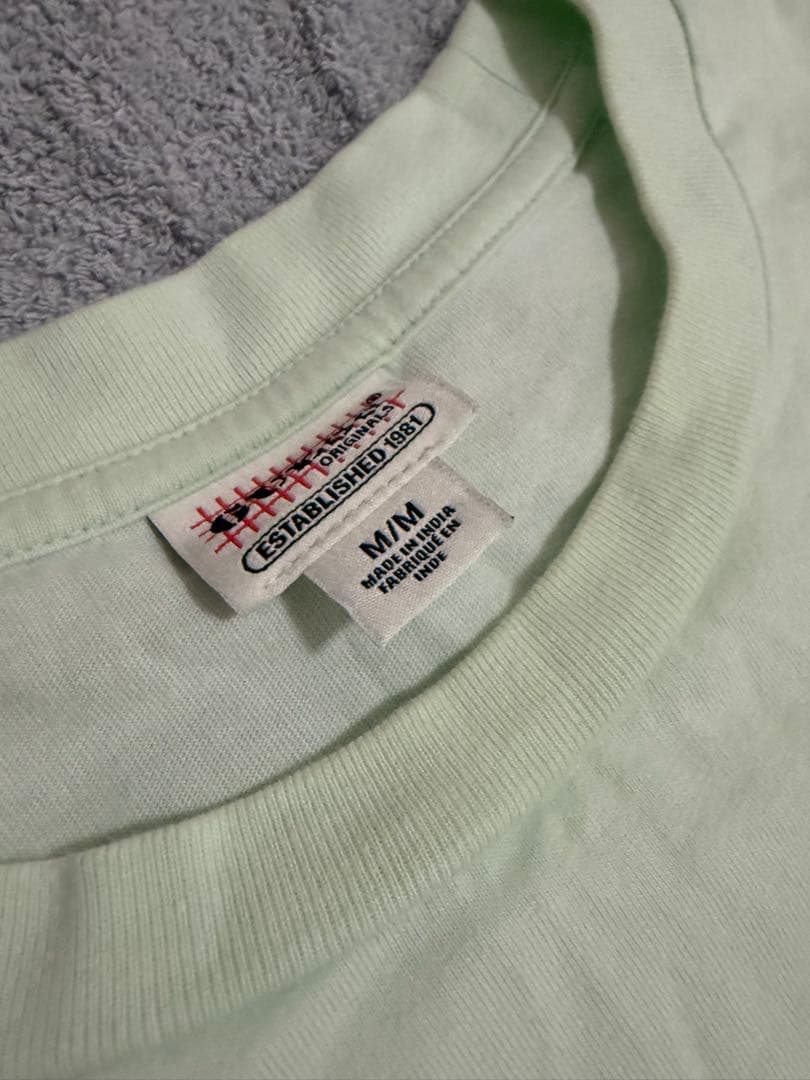 ORIGINALS
ESTABLISHED 1981
M/M
MADE IN INDIA
FABRIQUÉ EN
INDE